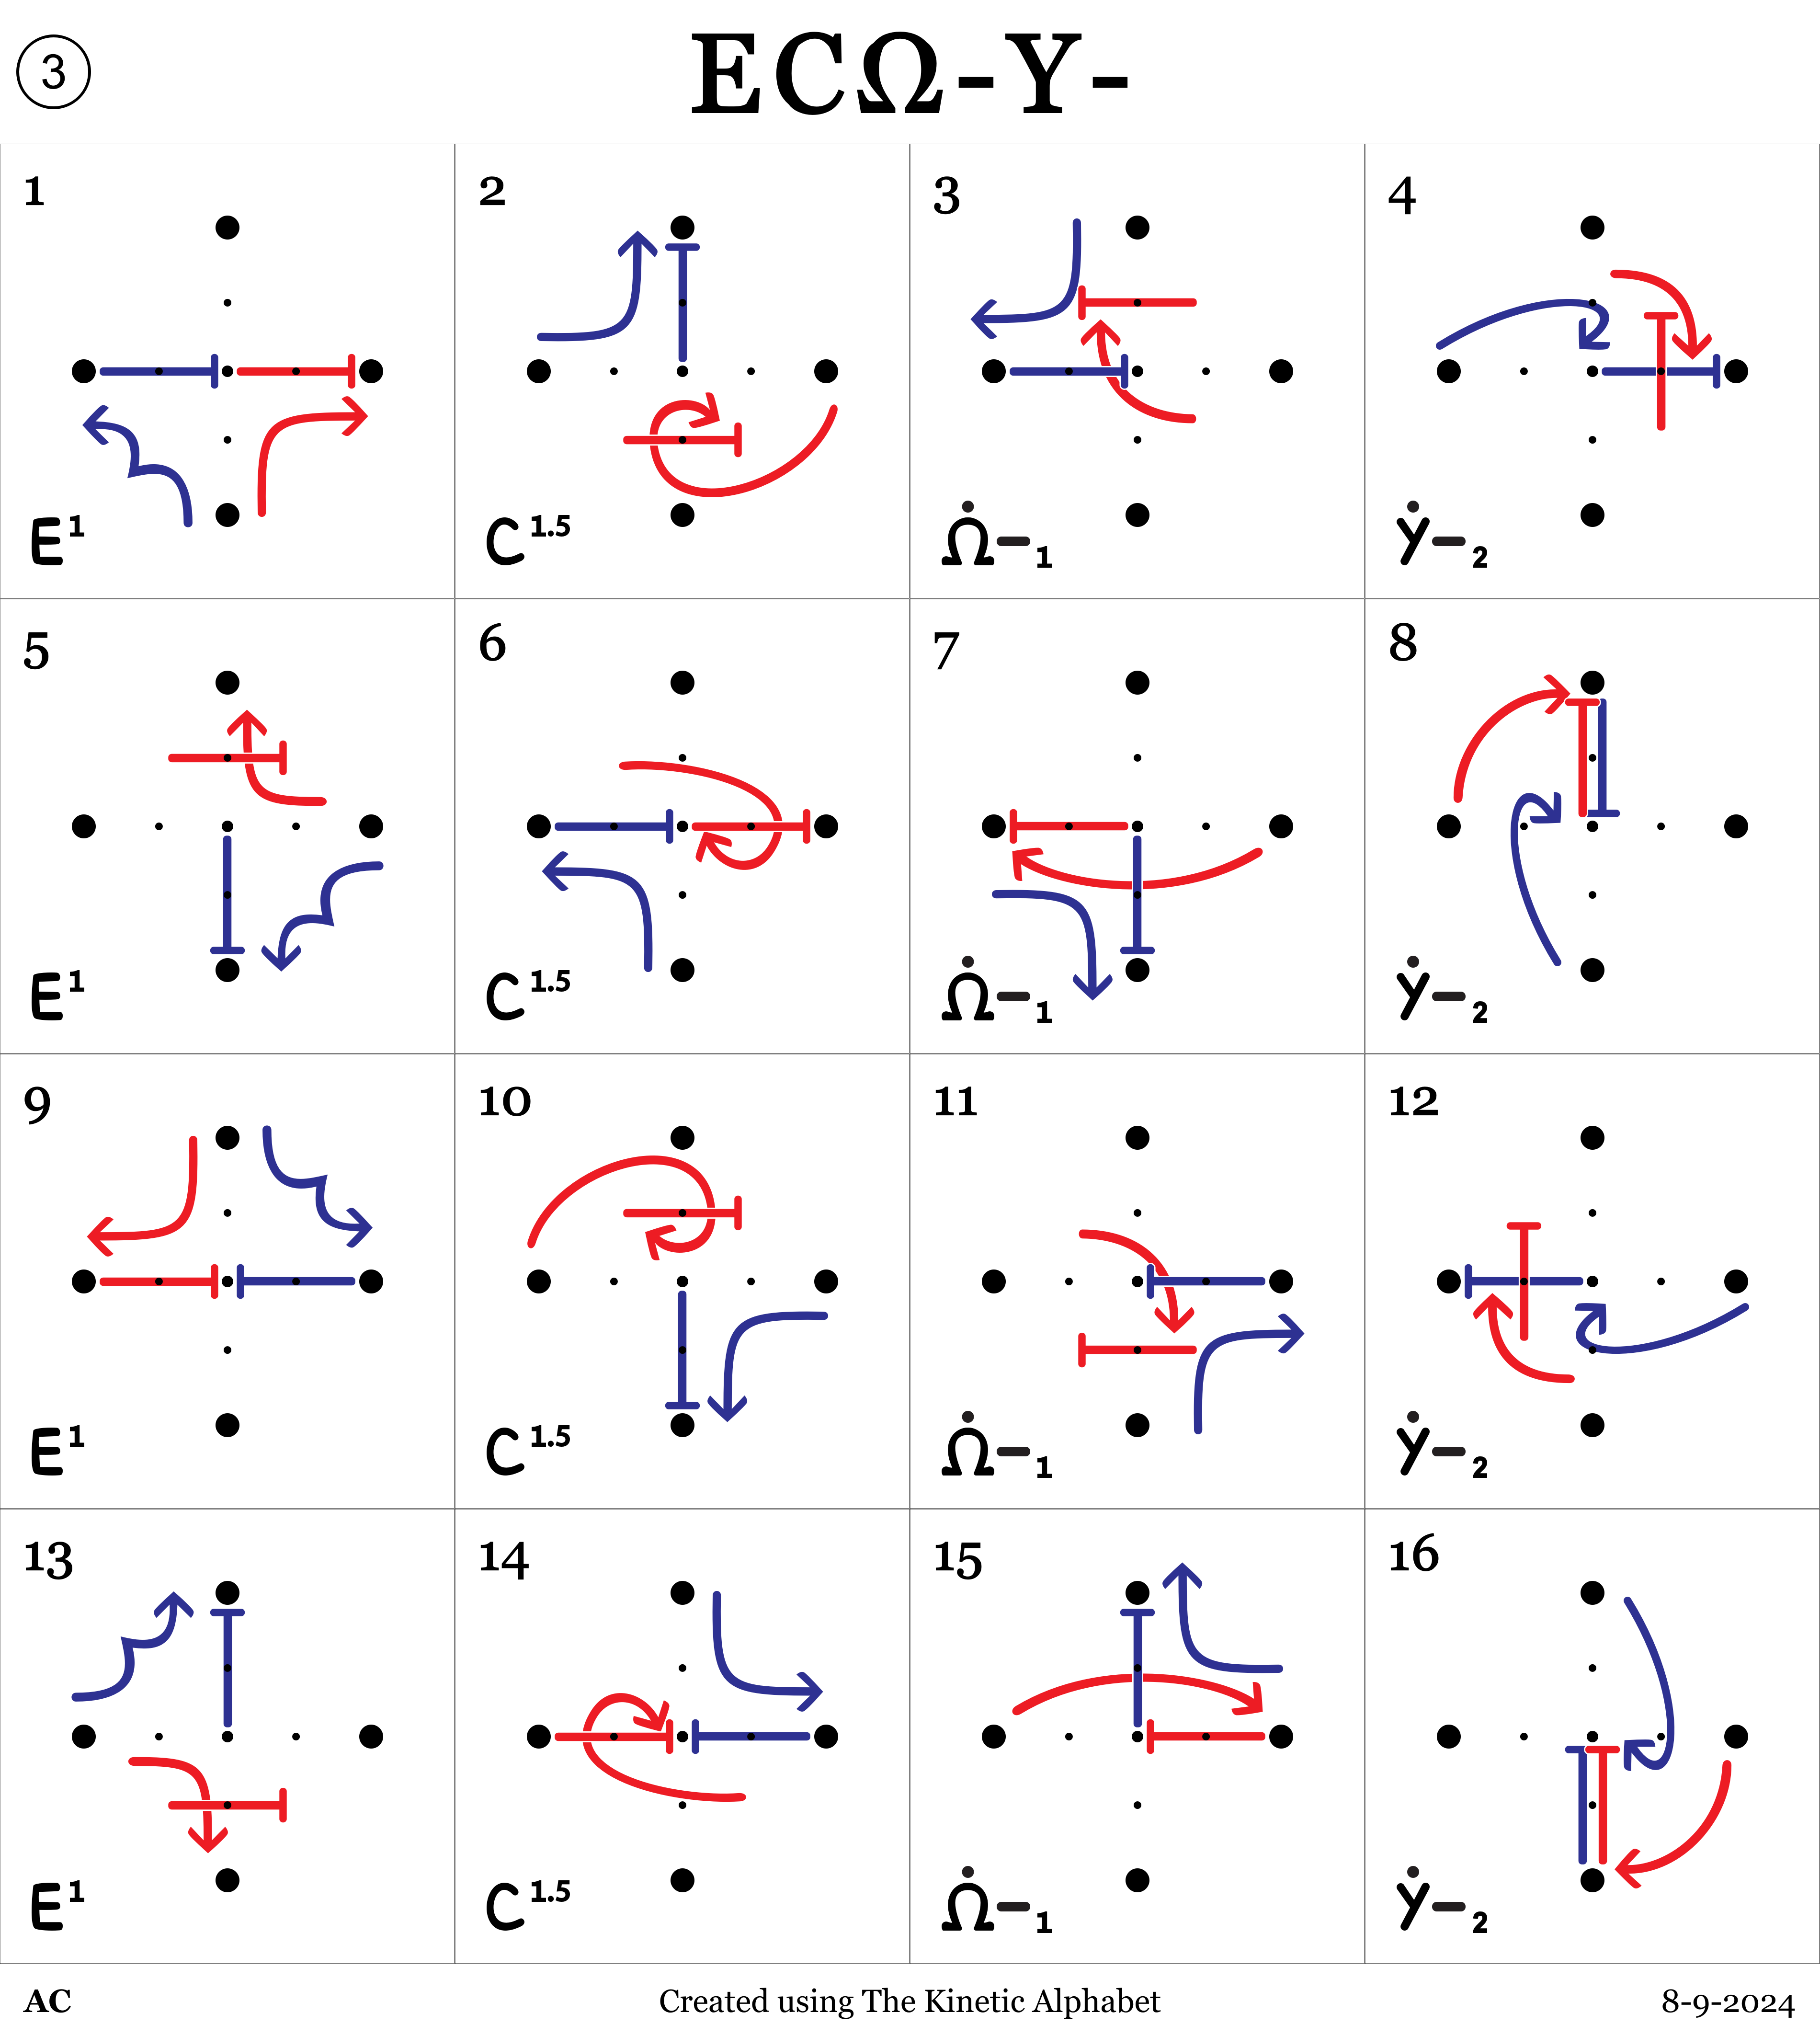 3
ECΩ-Y-
1 2 3 4
E¹ C¹·⁵ Ω̇-₁ Ẏ-₂
5 6 7 8
E¹ C¹·⁵ Ω̇-₁ Ẏ-₂
9 10 11 12
E¹ C¹·⁵ Ω̇-₁ Ẏ-₂
13 14 15 16
E¹ C¹·⁵ Ω̇-₁ Ẏ-₂
AC Created using The Kinetic Alphabet 8-9-2024